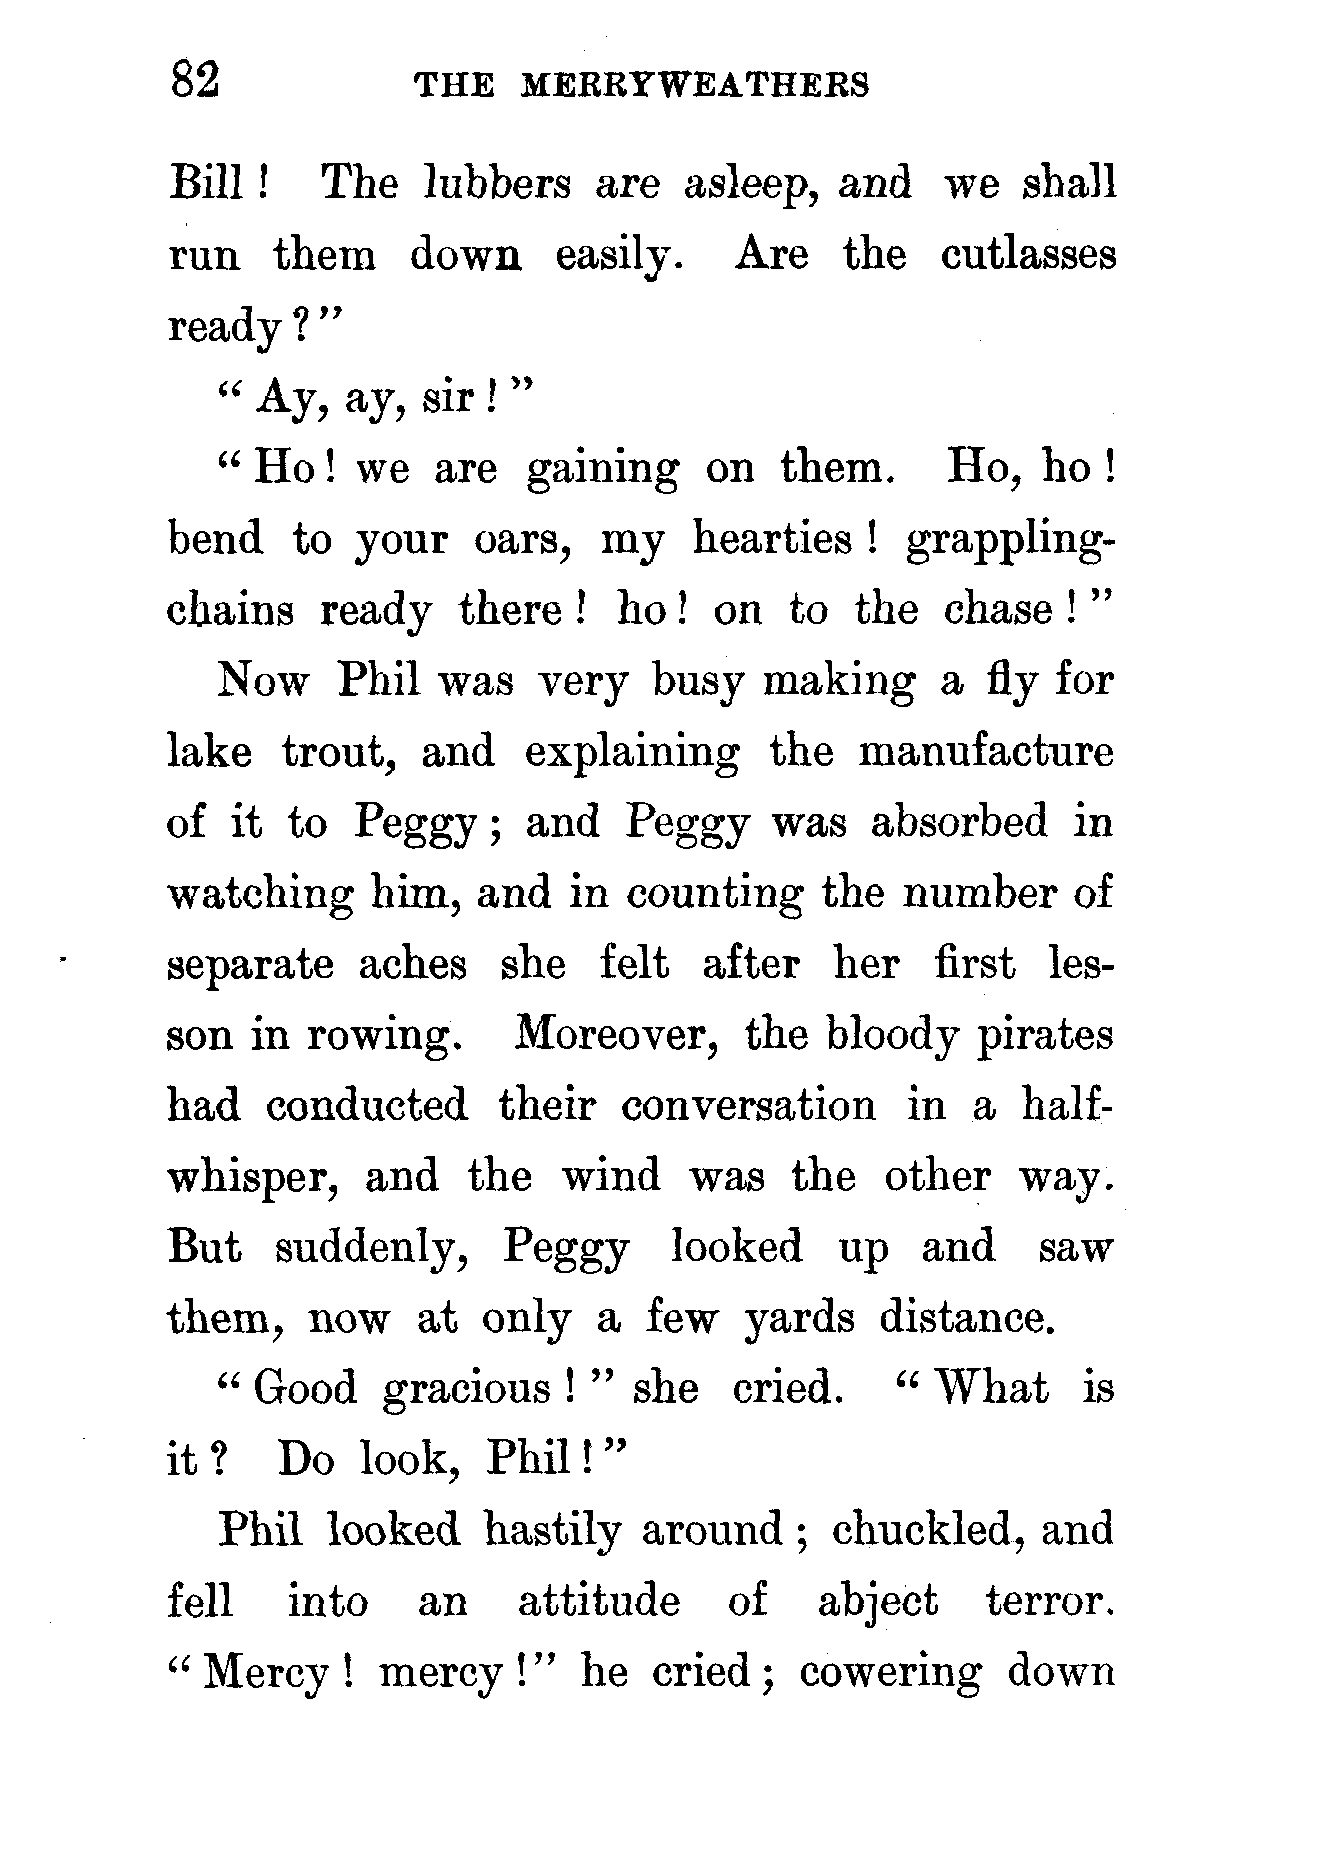 82 THE MERRYWEATHERS
Bill! The lubbers are asleep, and we shall
run them down easily. Are the cutlasses
ready?"
"Ay, ay, sir!"
"Ho! we are gaining on them. Ho, ho!
bend to your oars, my hearties! grappling-
chains ready there! ho! on to the chase!"
Now Phil was very busy making a fly for
lake trout, and explaining the manufacture
of it to Peggy; and Peggy was absorbed in
watching him, and in counting the number of
separate aches she felt after her first les-
son in rowing. Moreover, the bloody pirates
had conducted their conversation in a half-
whisper, and the wind was the other way.
But suddenly, Peggy looked up and saw
them, now at only a few yards distance.
"Good gracious!" she cried. "What is
it? Do look, Phil!"
Phil looked hastily around; chuckled, and
fell into an attitude of abject terror.
"Mercy! mercy!" he cried; cowering down